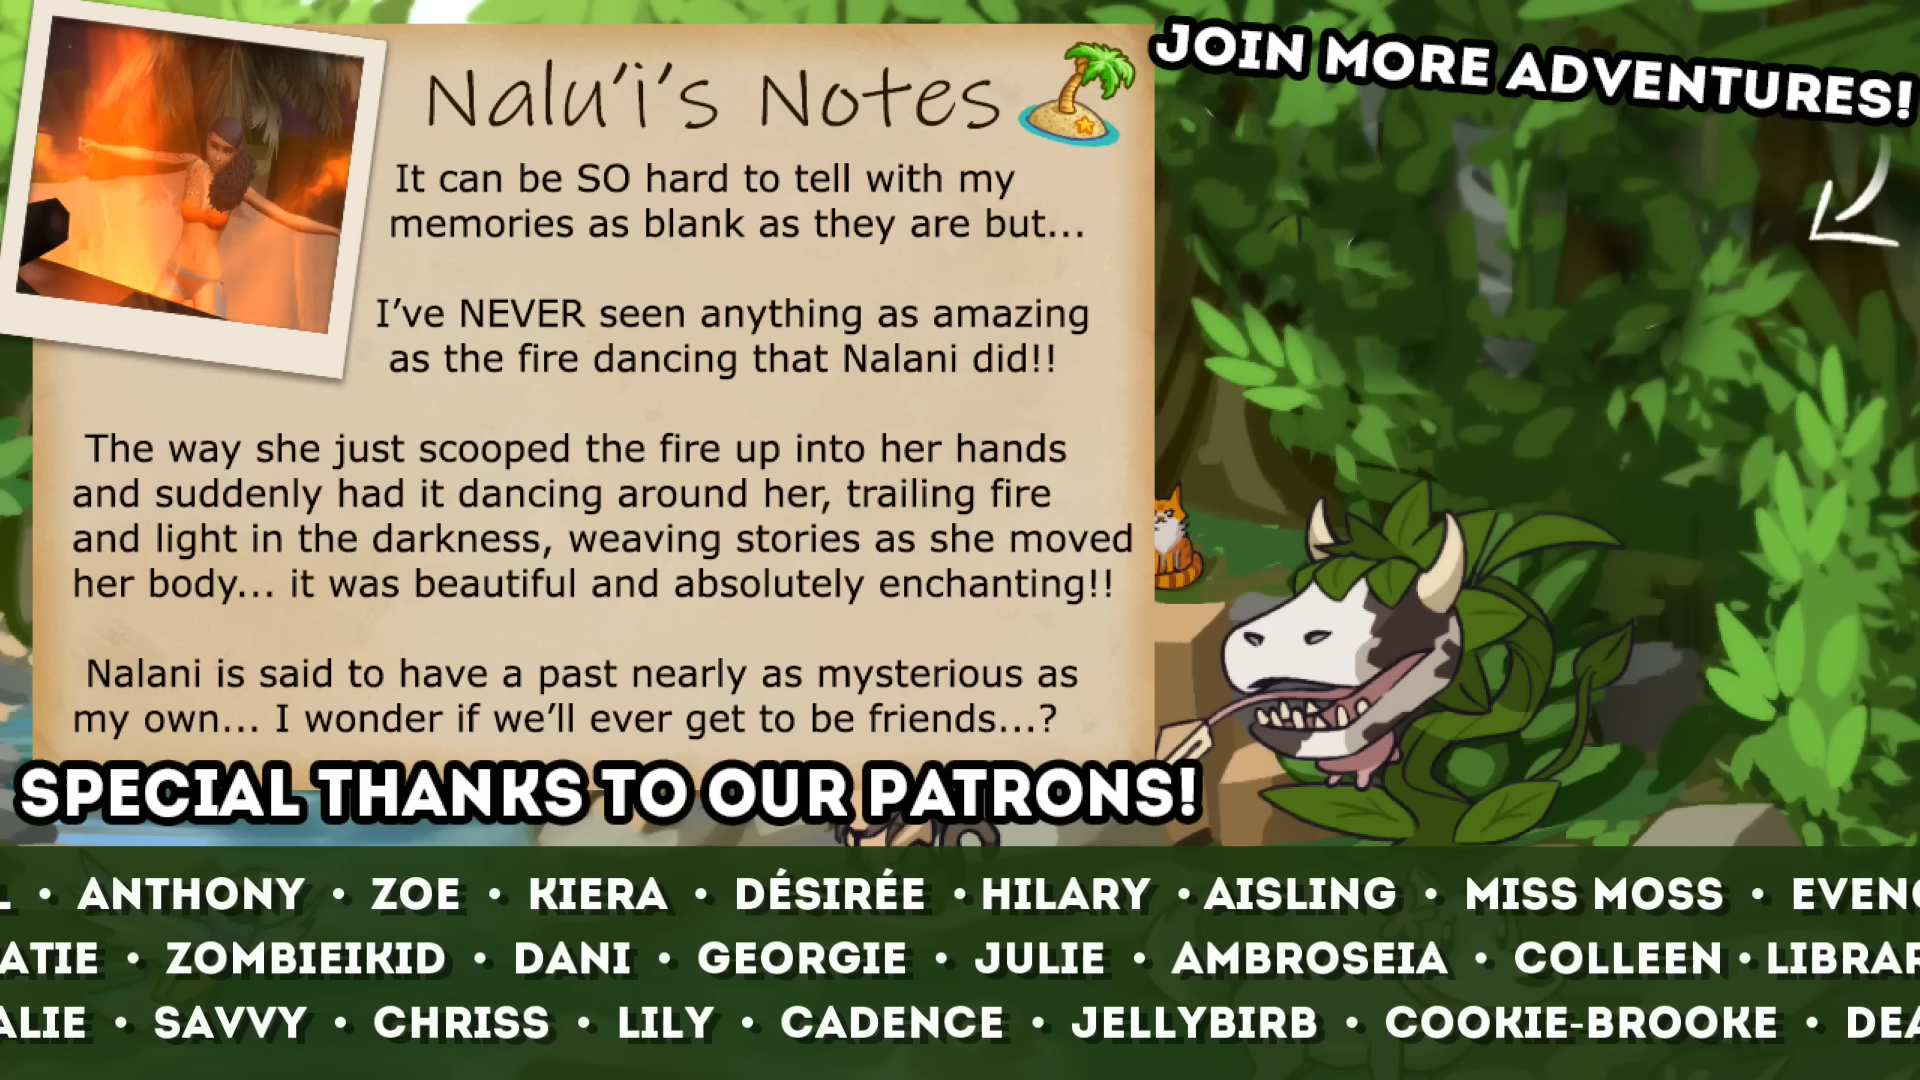 Nalu’i’s Notes
JOIN MORE ADVENTURES!
It can be SO hard to tell with my
memories as blank as they are but...
I’ve NEVER seen anything as amazing
as the fire dancing that Nalani did!!
The way she just scooped the fire up into her hands
and suddenly had it dancing around her, trailing fire
and light in the darkness, weaving stories as she moved
her body... it was beautiful and absolutely enchanting!!
Nalani is said to have a past nearly as mysterious as
my own... I wonder if we’ll ever get to be friends...?
SPECIAL THANKS TO OUR PATRONS!
• ANTHONY • ZOE • KIERA • DÉSIRÉE • HILARY • AISLING • MISS MOSS •
ATIE • ZOMBIEIKID • DANI • GEORGIE • JULIE • AMBROSEIA • COLLEEN • LIBRAR
ALIE • SAVVY • CHRISS • LILY • CADENCE • JELLYBIRB • COOKIE-BROOKE • DEA